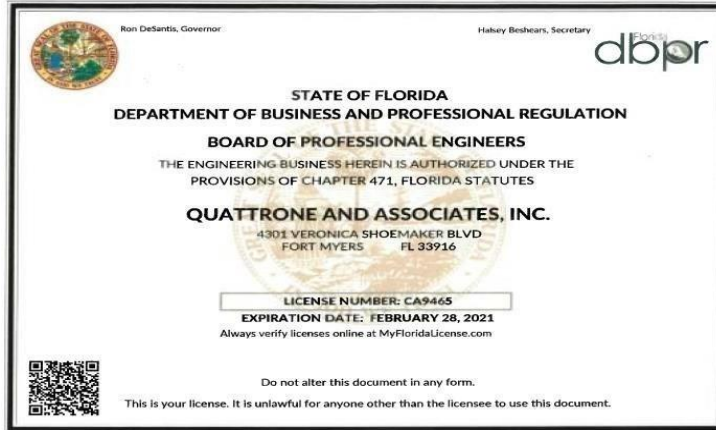 Ron DeSantis, Governor
Halsey Beshears, Secretary
Florida
dbpr
STATE OF FLORIDA
DEPARTMENT OF BUSINESS AND PROFESSIONAL REGULATION
BOARD OF PROFESSIONAL ENGINEERS
THE ENGINEERING BUSINESS HEREIN IS AUTHORIZED UNDER THE
PROVISIONS OF CHAPTER 471, FLORIDA STATUTES
QUATTRONE AND ASSOCIATES, INC.
4301 VERONICA SHOEMAKER BLVD
FORT MYERS FL 33916
LICENSE NUMBER: CA9465
EXPIRATION DATE: FEBRUARY 28, 2021
Always verify licenses online at MyFloridaLicense.com
Do not alter this document in any form.
This is your license. It is unlawful for anyone other than the licensee to use this document.